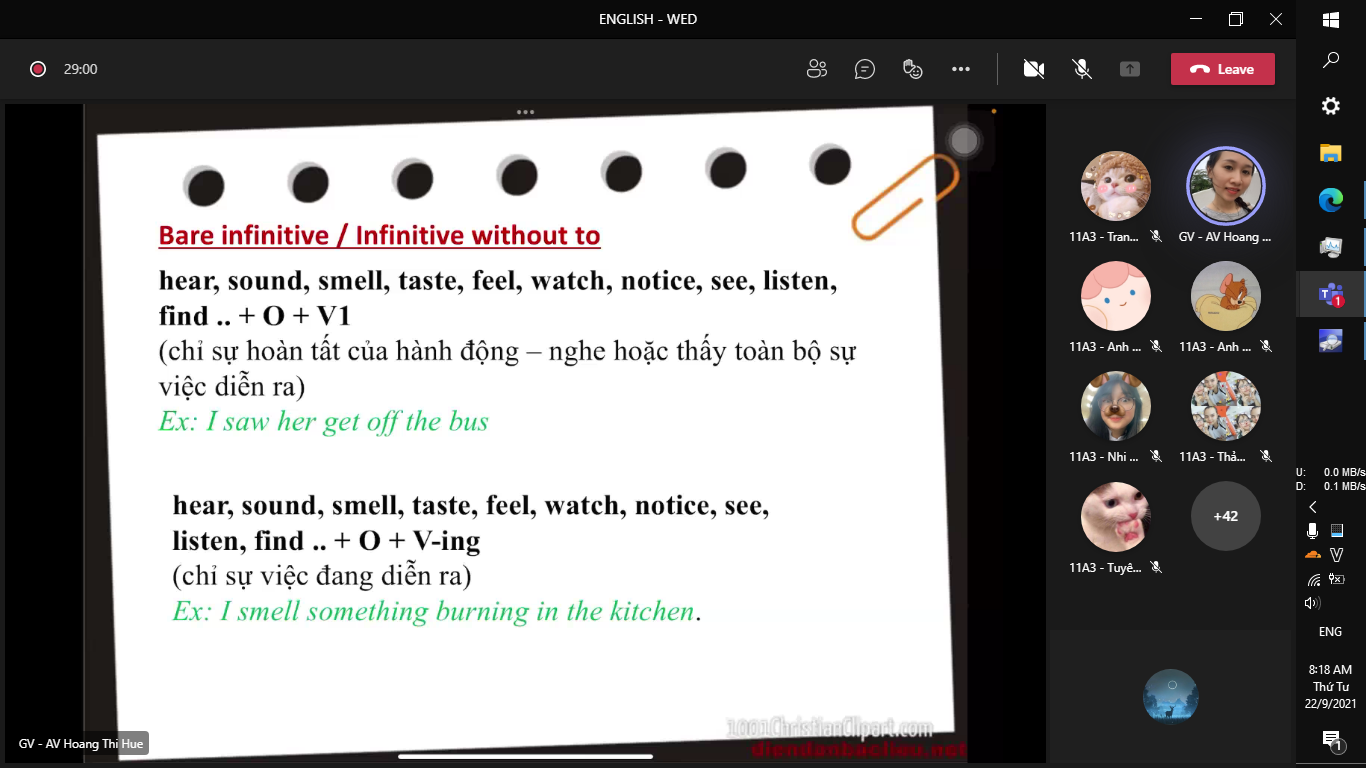 ENGLISH - WED
29:00
Leave
Bare infinitive / Infinitive without to
hear, sound, smell, taste, feel, watch, notice, see, listen,
find .. + O + V1
(chỉ sự hoàn tất của hành động – nghe hoặc thấy toàn bộ sự
việc diễn ra)
Ex: I saw her get off the bus
hear, sound, smell, taste, feel, watch, notice, see,
listen, find .. + O + V-ing
(chỉ sự việc đang diễn ra)
Ex: I smell something burning in the kitchen.
1001ChristianClipart.com
diendanbaclieu.net
GV - AV Hoang Thi Hue
11A3 - Tran...
GV - AV Hoang ...
11A3 - Anh ...
11A3 - Anh ...
11A3 - Nhi ...
11A3 - Thả...
11A3 - Tuyê...
+42
U: 0.0 MB/s
D: 0.1 MB/s
ENG
8:18 AM
Thứ Tư
22/9/2021
1